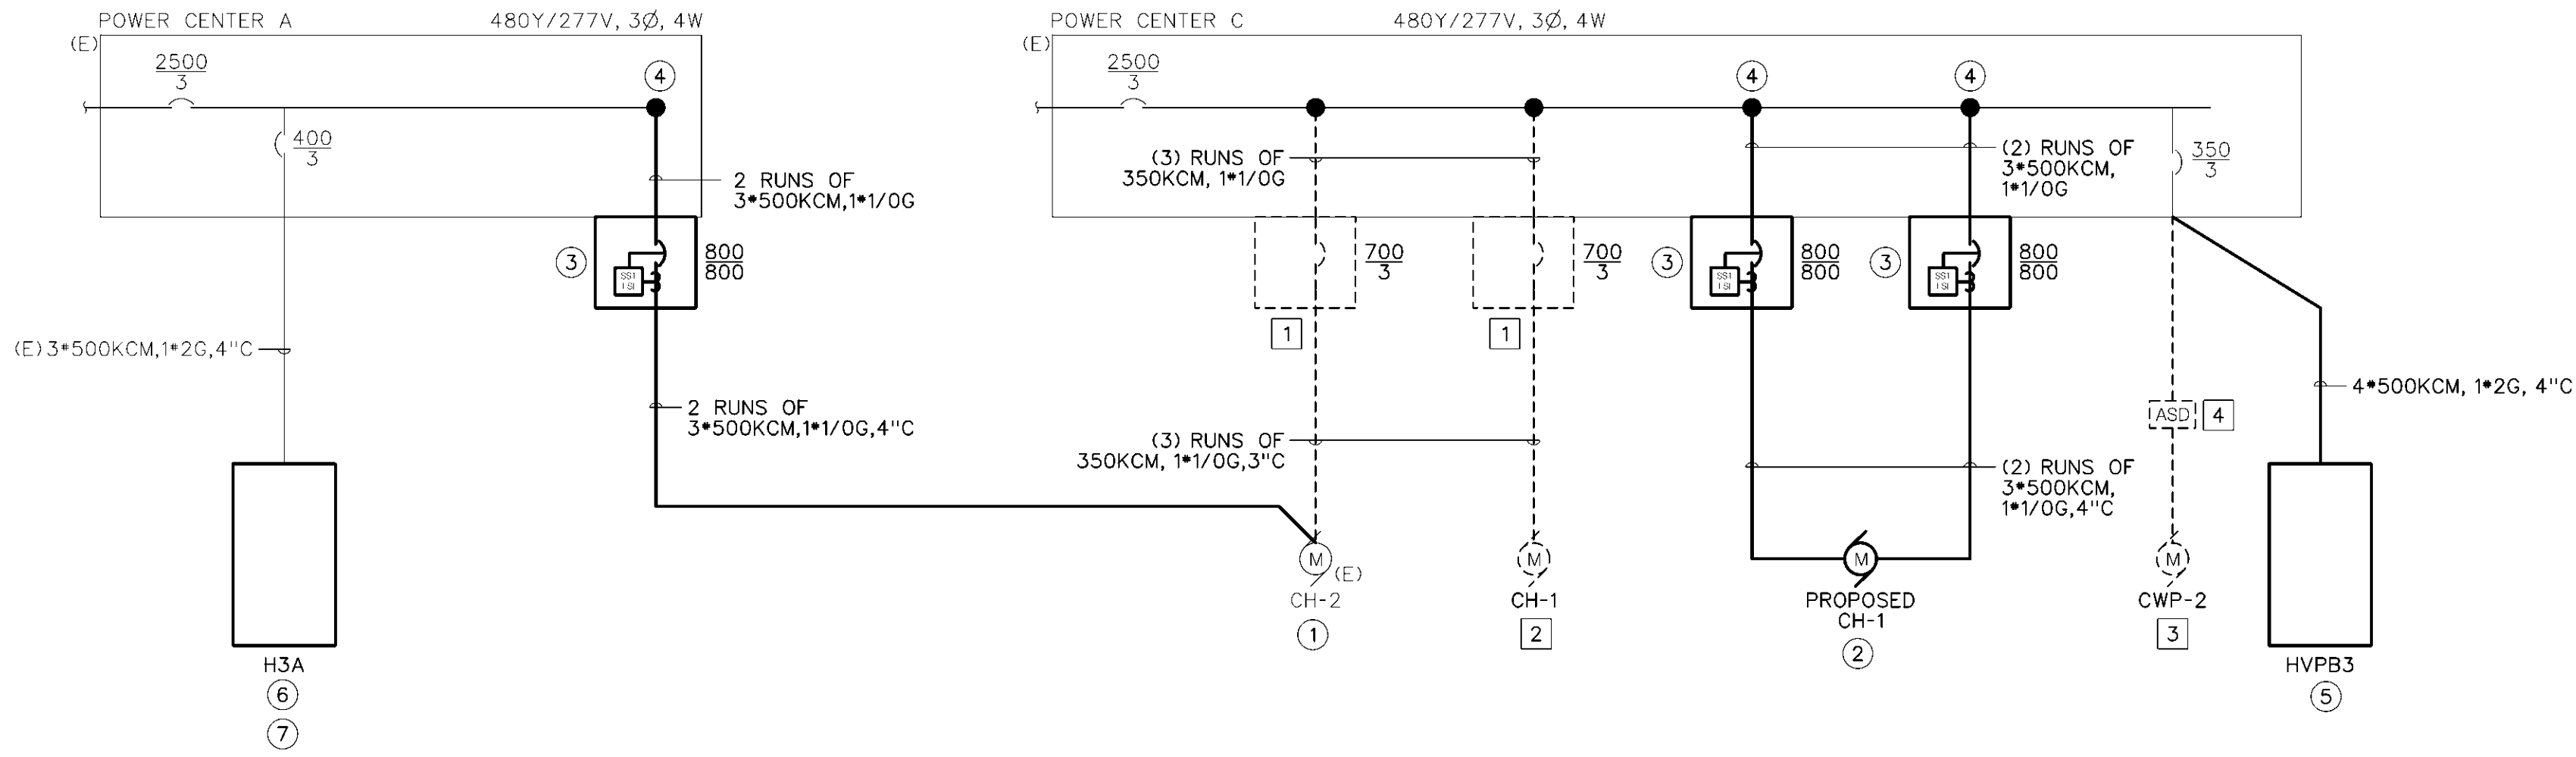 POWER CENTER A
480Y/277V, 3Ø, 4W
(E)
2500
3
4
400
3
2 RUNS OF
3*500KCM,1*1/0G
3
SS1
LSI
800
800
(E)3*500KCM,1*2G,4"C
2 RUNS OF
3*500KCM,1*1/0G,4"C
H3A
6
7
POWER CENTER C
480Y/277V, 3Ø, 4W
(E)
2500
3
4
4
(3) RUNS OF
350KCM, 1*1/0G
(2) RUNS OF
3*500KCM,
1*1/0G
350
3
700
3
700
3
3
SS1
LSI
800
800
3
SS1
LSI
800
800
1
1
4*500KCM, 1*2G, 4"C
ASD
4
(3) RUNS OF
350KCM, 1*1/0G,3"C
(2) RUNS OF
3*500KCM,
1*1/0G,4"C
M
(E)
CH-2
1
M
CH-1
2
M
PROPOSED
CH-1
2
M
CWP-2
3
HVPB3
5